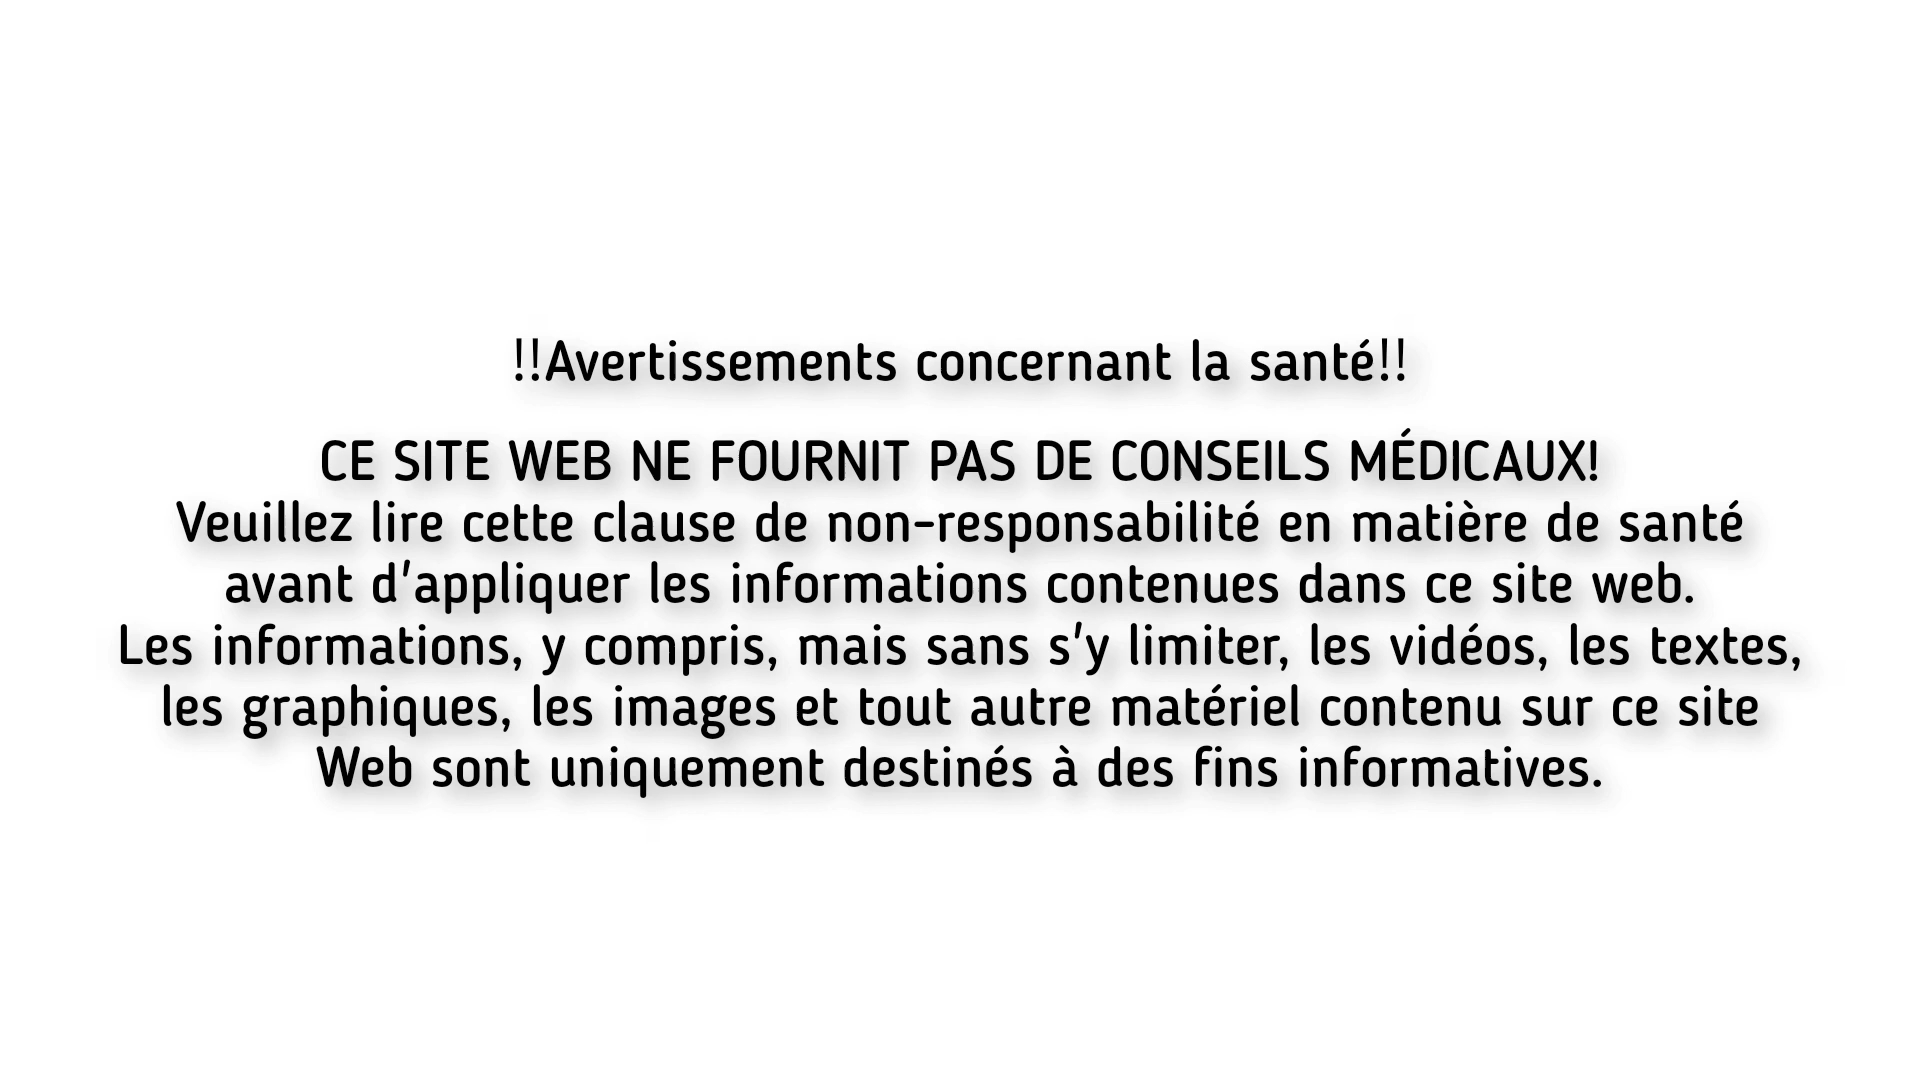 !!Avertissements concernant la santé!!
CE SITE WEB NE FOURNIT PAS DE CONSEILS MÉDICAUX!
Veuillez lire cette clause de non-responsabilité en matière de santé
avant d'appliquer les informations contenues dans ce site web.
Les informations, y compris, mais sans s'y limiter, les vidéos, les textes,
les graphiques, les images et tout autre matériel contenu sur ce site
Web sont uniquement destinés à des fins informatives.